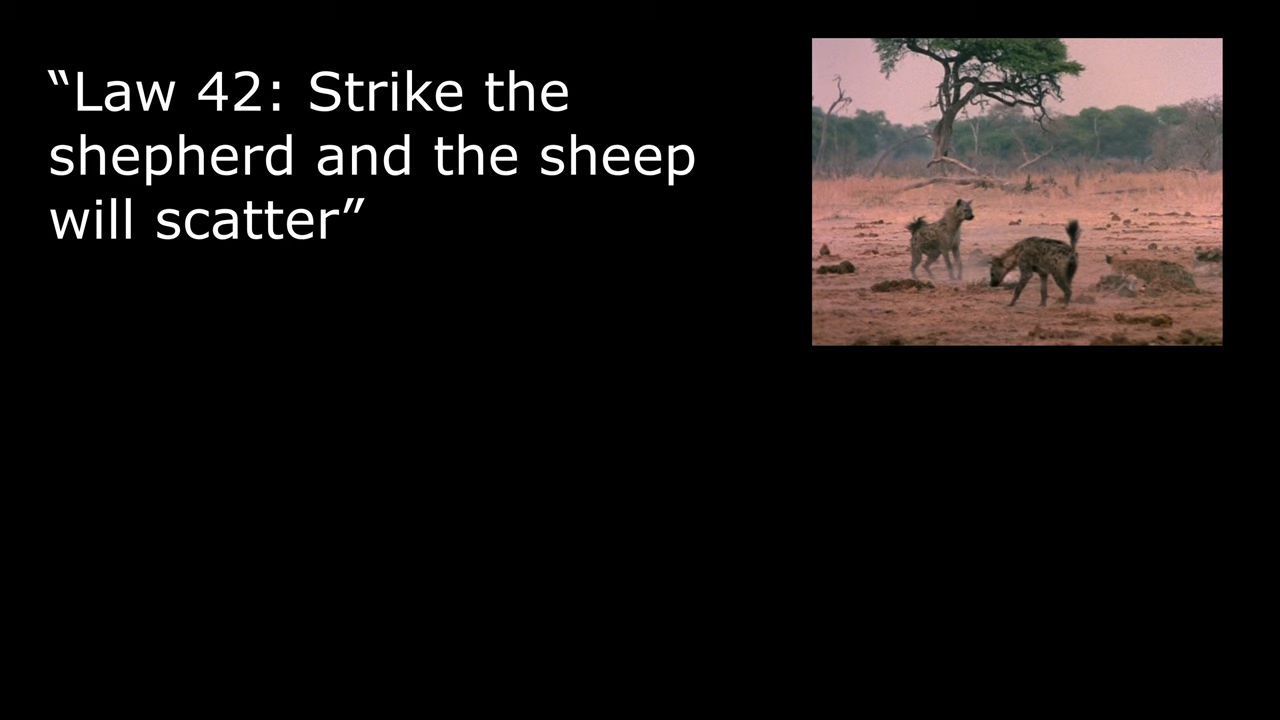 “Law 42: Strike the
shepherd and the sheep
will scatter”